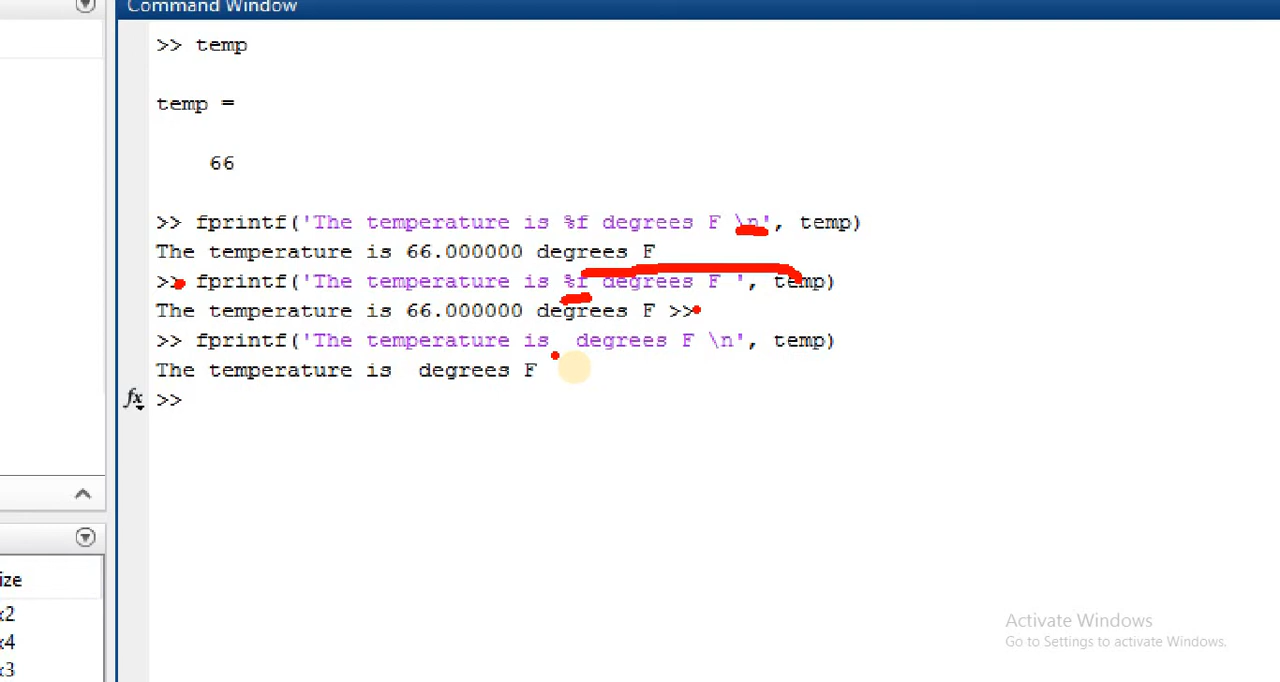 Command Window
>> temp
temp =
66
>> fprintf('The temperature is %f degrees F \n', temp)
The temperature is 66.000000 degrees F
>> fprintf('The temperature is %f degrees F ', temp)
The temperature is 66.000000 degrees F >>
>> fprintf('The temperature is  degrees F \n', temp)
The temperature is  degrees F
fx >>
ize
x2
x4
x3
Activate Windows
Go to Settings to activate Windows.